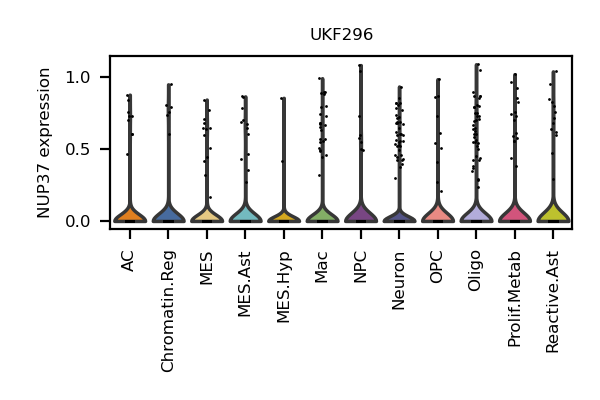 UKF296
NUP37 expression
1.0
0.5
0.0
AC
Chromatin.Reg
MES
MES.Ast
MES.Hyp
Mac
NPC
Neuron
OPC
Oligo
Prolif.Metab
Reactive.Ast